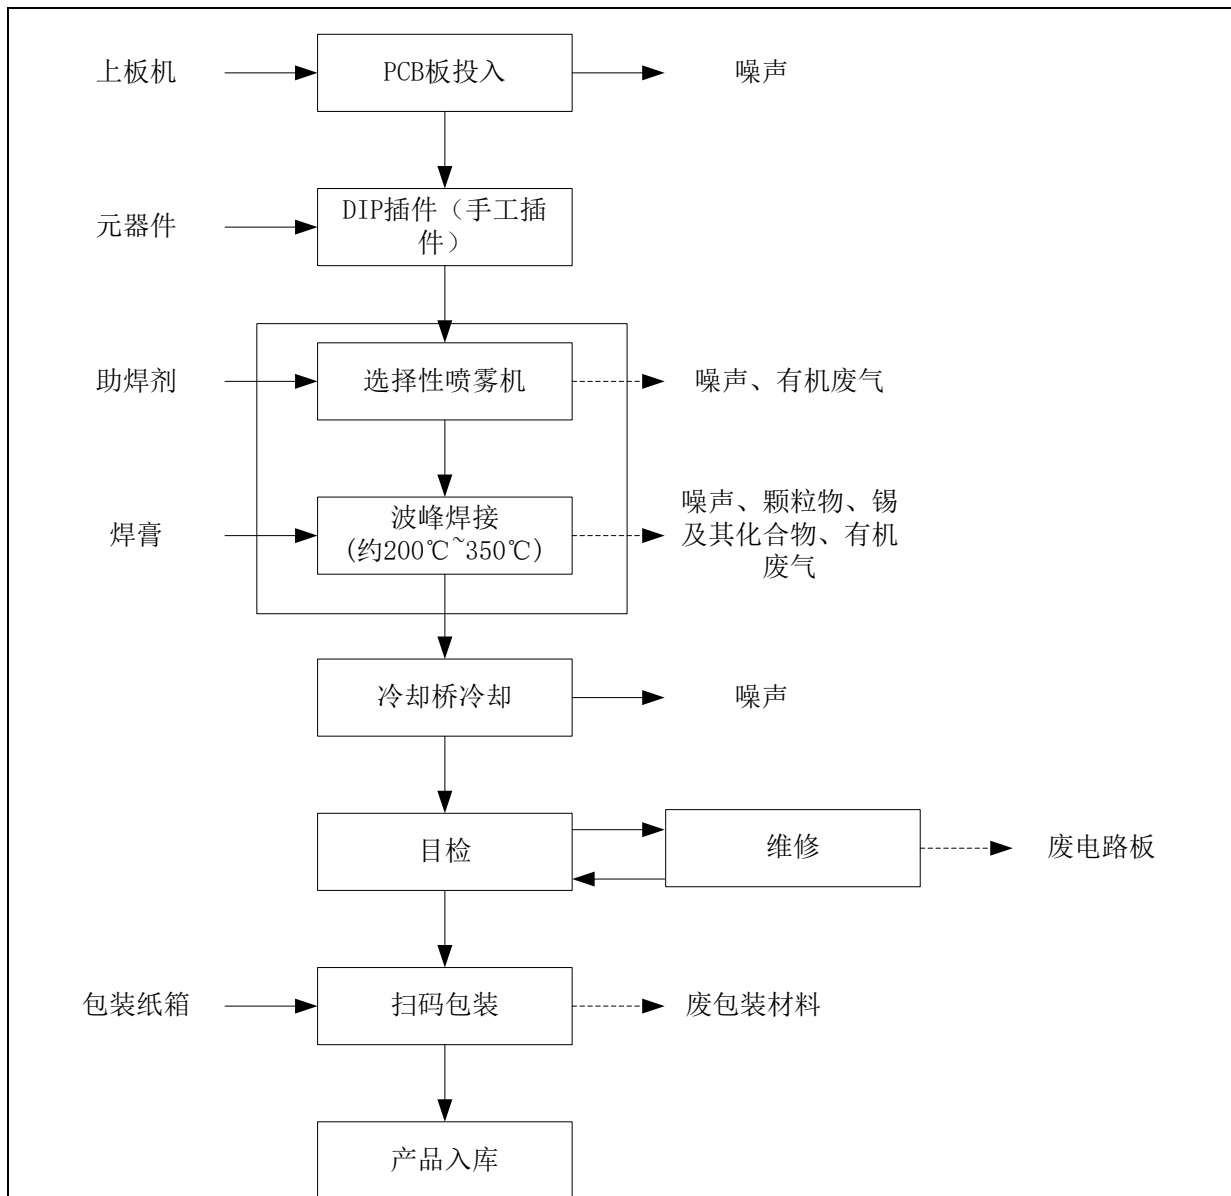 上板机
PCB板投入
噪声
元器件
DIP插件（手工插
件）
助焊剂
选择性喷雾机
噪声、有机废气
焊膏
波峰焊接
(约200℃~350℃)
噪声、颗粒物、锡
及其化合物、有机
废气
冷却桥冷却
噪声
目检
维修
废电路板
包装纸箱
扫码包装
废包装材料
产品入库